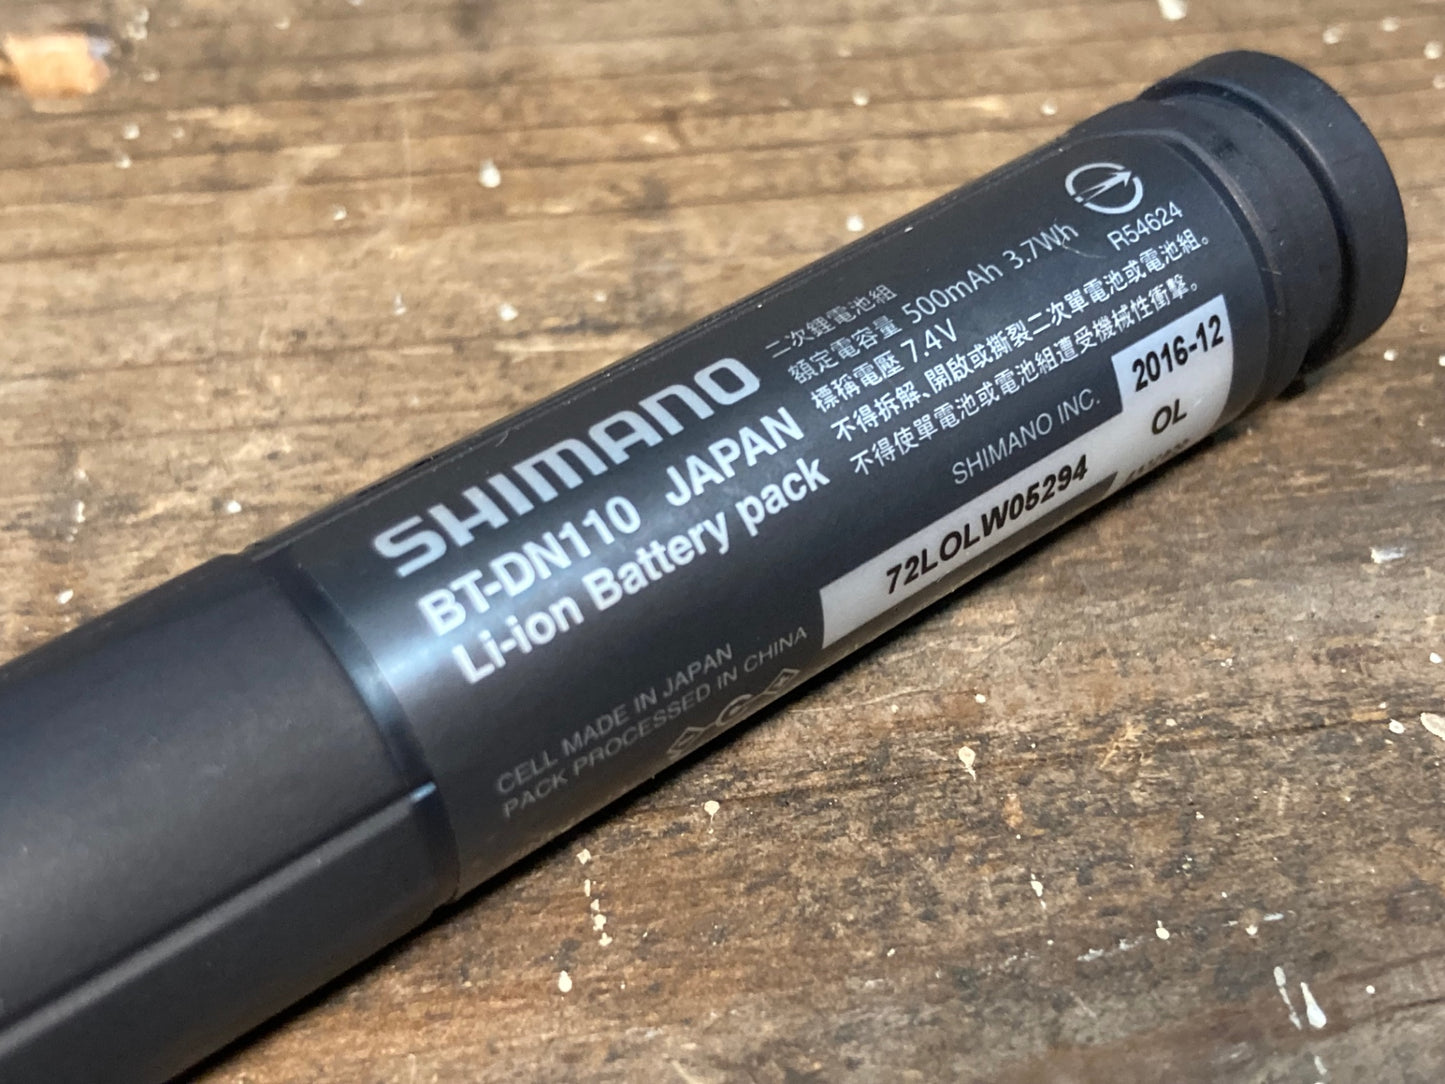 SHIMANO
BT-DN110 JAPAN
Li-ion Battery pack
CELL MADE IN JAPAN
PACK PROCESSED IN CHINA
二次鋰電池組
額定電容量 500mAh 3.7Wh
標稱電壓 7.4V
不得拆解、開啟或撕裂二次單電池或電池組。
不得使單電池或電池組遭受機械性衝擊。
R54624
SHIMANO INC.
72LOLW05294
2016-12
OL